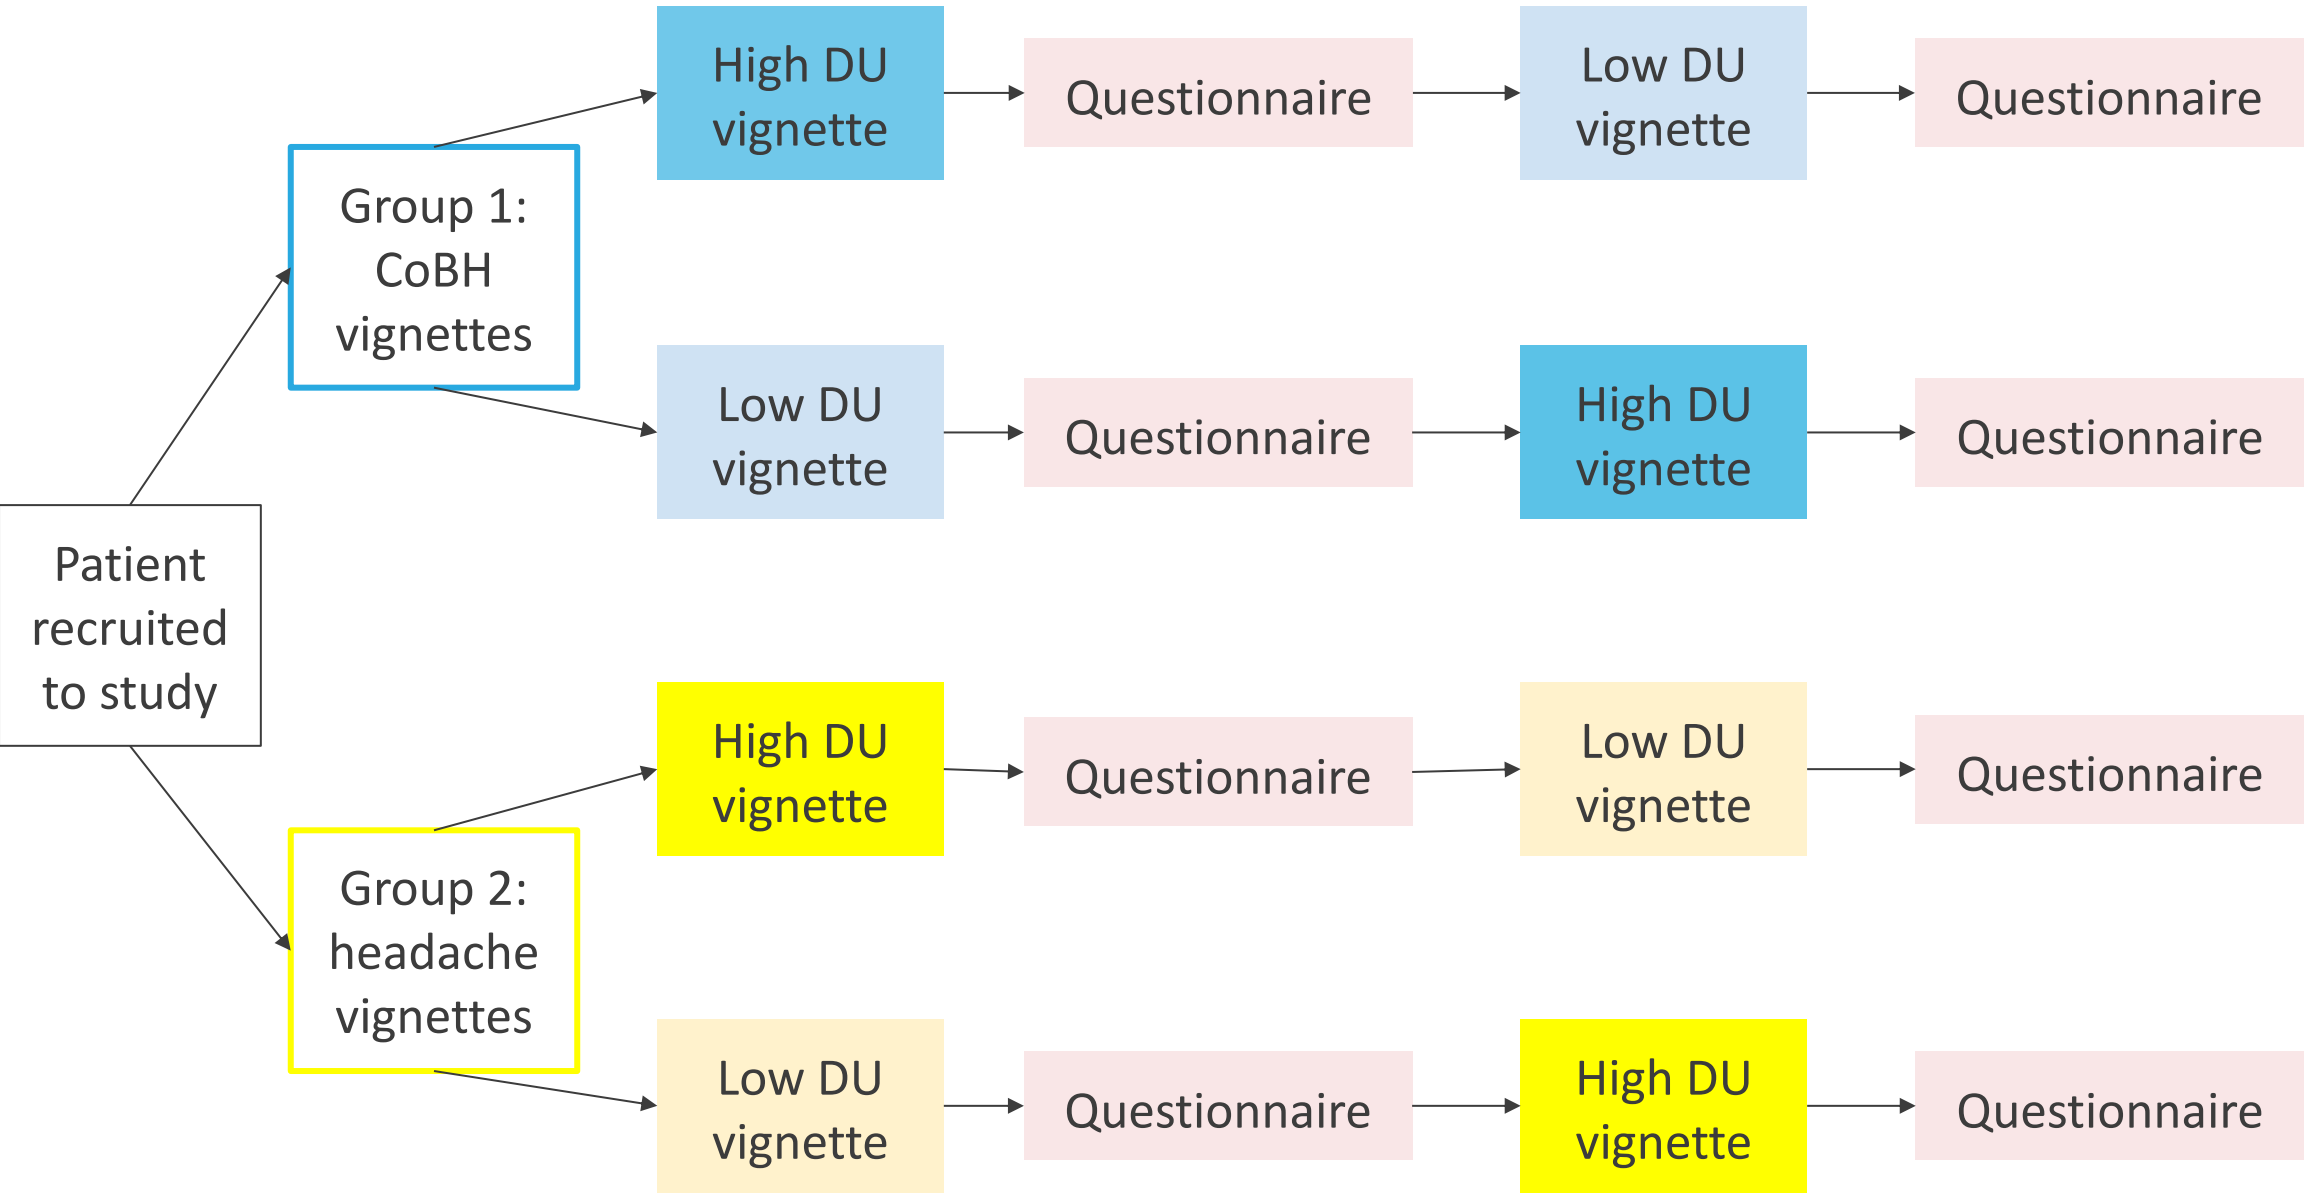 High DU
vignette
Questionnaire
Low DU
vignette
Questionnaire
Group 1:
CoBH
vignettes
Low DU
vignette
Questionnaire
High DU
vignette
Questionnaire
Patient
recruited
to study
High DU
vignette
Questionnaire
Low DU
vignette
Questionnaire
Group 2:
headache
vignettes
Low DU
vignette
Questionnaire
High DU
vignette
Questionnaire